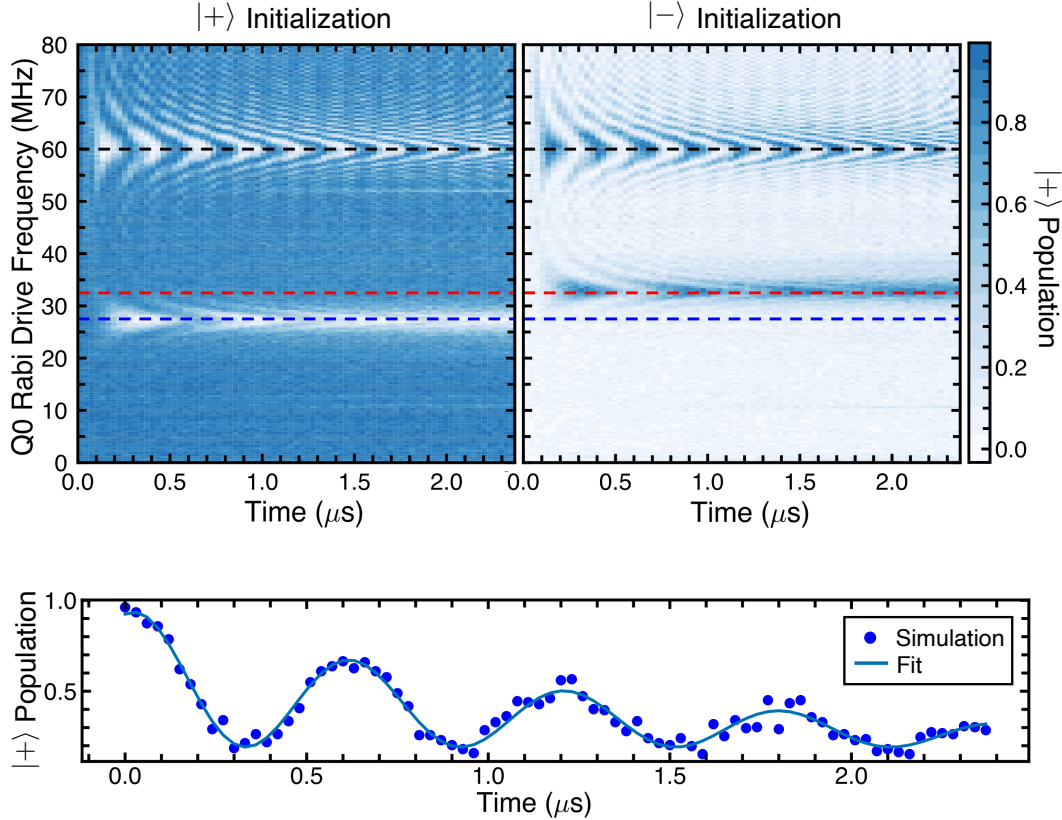 |+⟩ Initialization
|−⟩ Initialization
Q0 Rabi Drive Frequency (MHz)
80
70
60
50
40
30
20
10
0
0.0 0.5 1.0 1.5 2.0
Time (μs)
0.0 0.5 1.0 1.5 2.0
Time (μs)
0.8
0.6
0.4
0.2
0.0
|+⟩ Population
|+⟩ Population
1.0
0.5
Simulation
Fit
0.0 0.5 1.0 1.5 2.0
Time (μs)